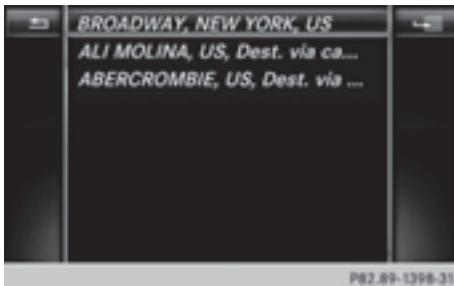 BROADWAY, NEW YORK, US
ALI MOLINA, US, Dest. via ca...
ABERCROMBIE, US, Dest. via ...
P82.89-1398-31